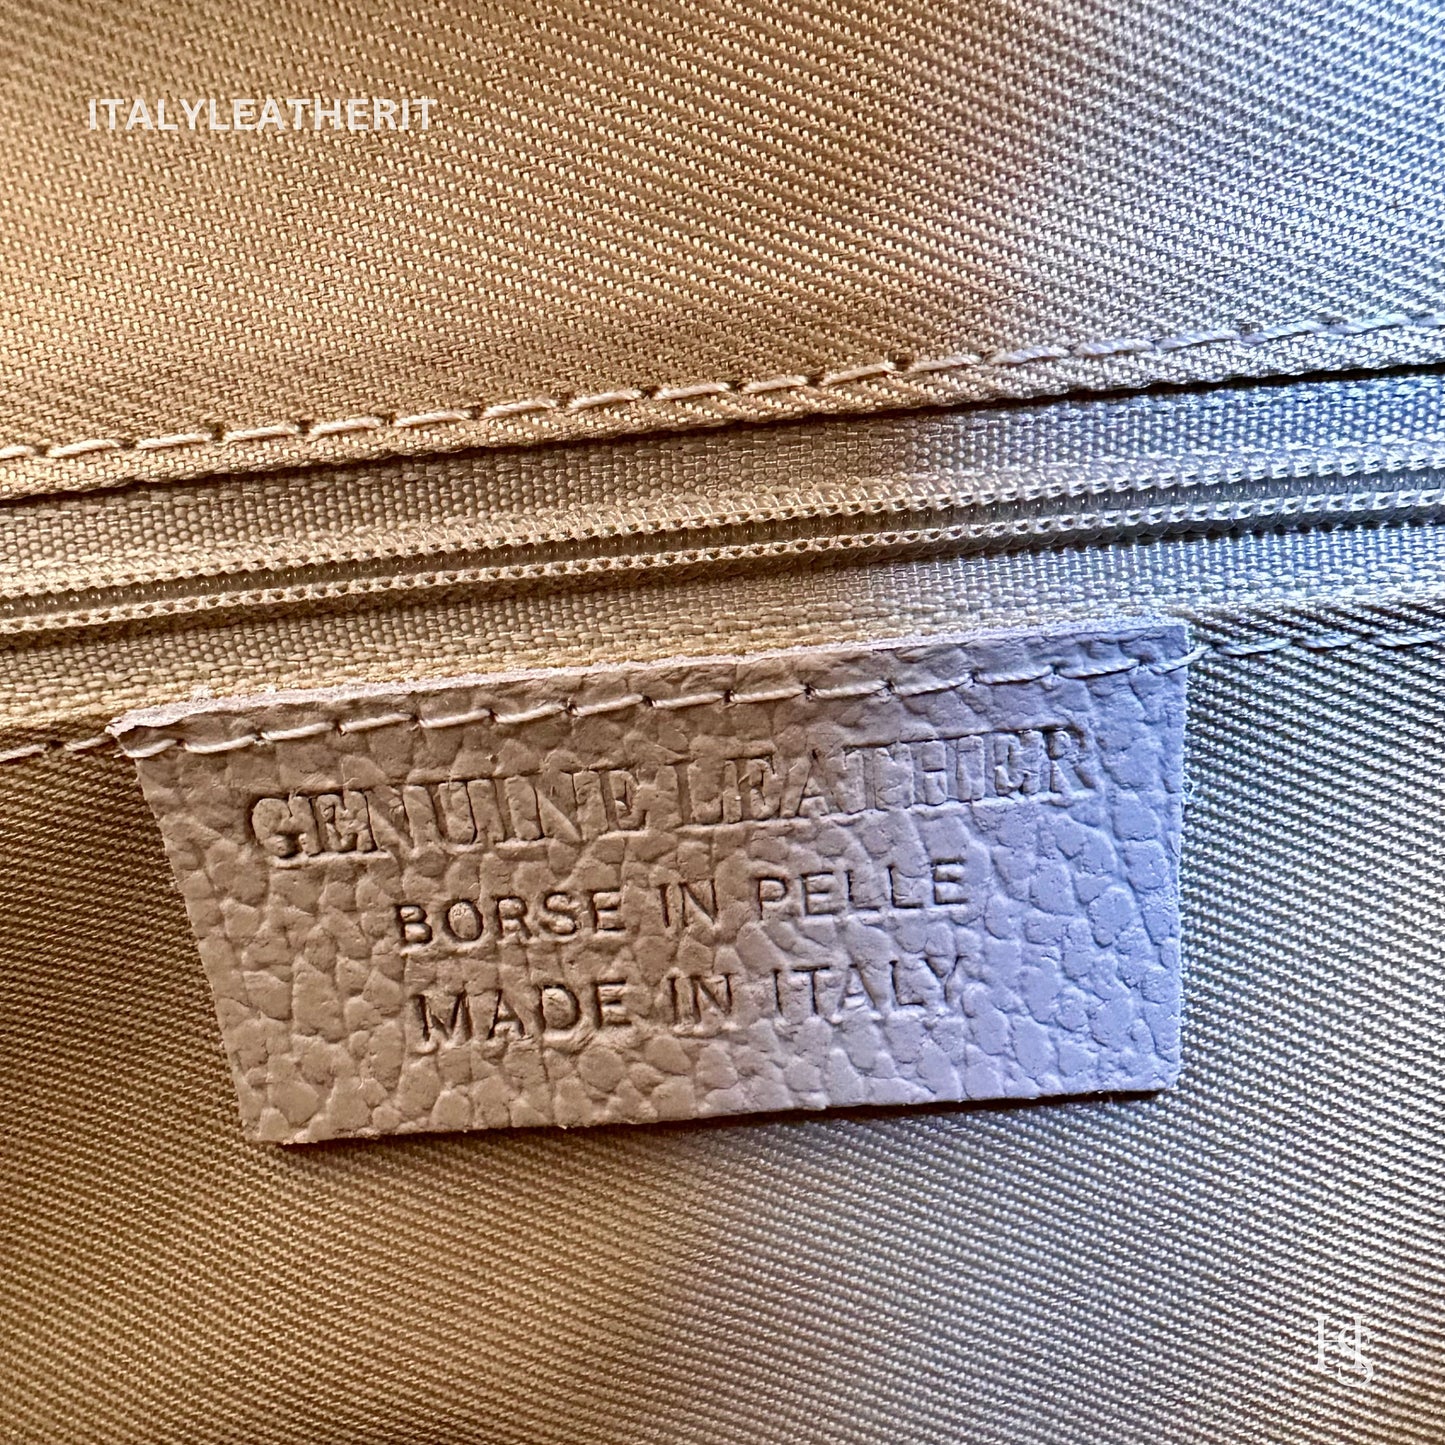 ITALYLEATHERIT
GENUINE LEATHER
BORSE IN PELLE
MADE IN ITALY